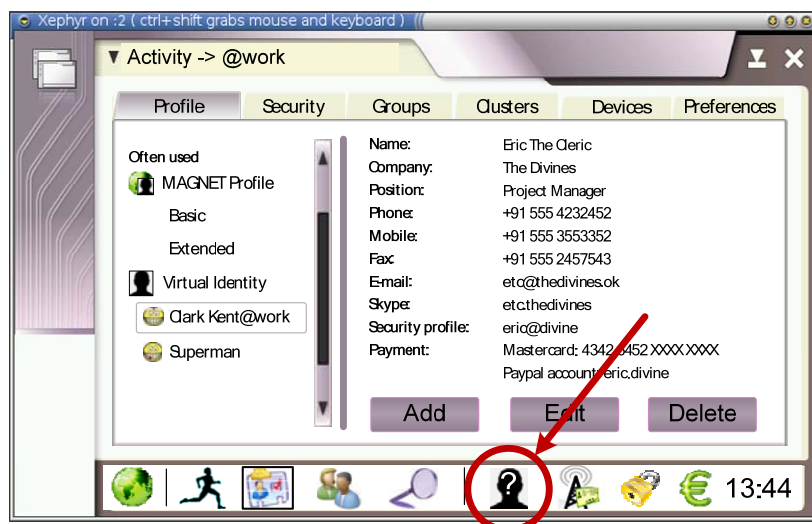 Xephyr on :2 ( ctrl+shift grabs mouse and keyboard )
Activity -> @work
Profile Security Groups Clusters Devices Preferences
Often used
MAGNET Profile
Basic
Extended
Virtual Identity
Clark Kent@work
Superman
Name: Eric The Cleric
Company: The Divines
Position: Project Manager
Phone: +91 555 4232452
Mobile: +91 555 3553352
Fax: +91 555 2457543
E-mail: etc@thedivines.ok
Skype: etc.thedivines
Security profile: eric@divine
Payment: Mastercard: 4342 5452 XXXX XXXX
Paypal account: eric.divine
Add Edit Delete
?
€ 13:44